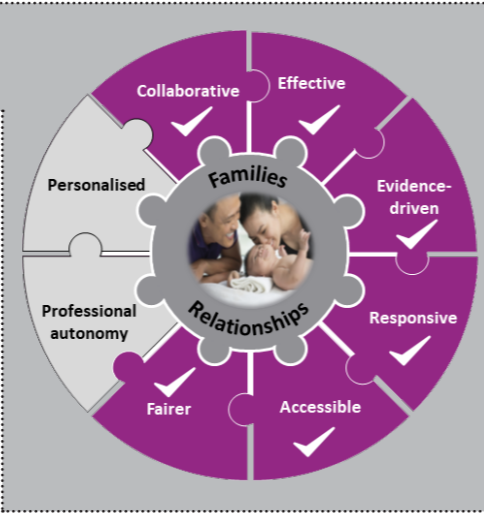 Collaborative
Effective
Evidence-
driven
Responsive
Accessible
Fairer
Professional
autonomy
Personalised
Families
Relationships